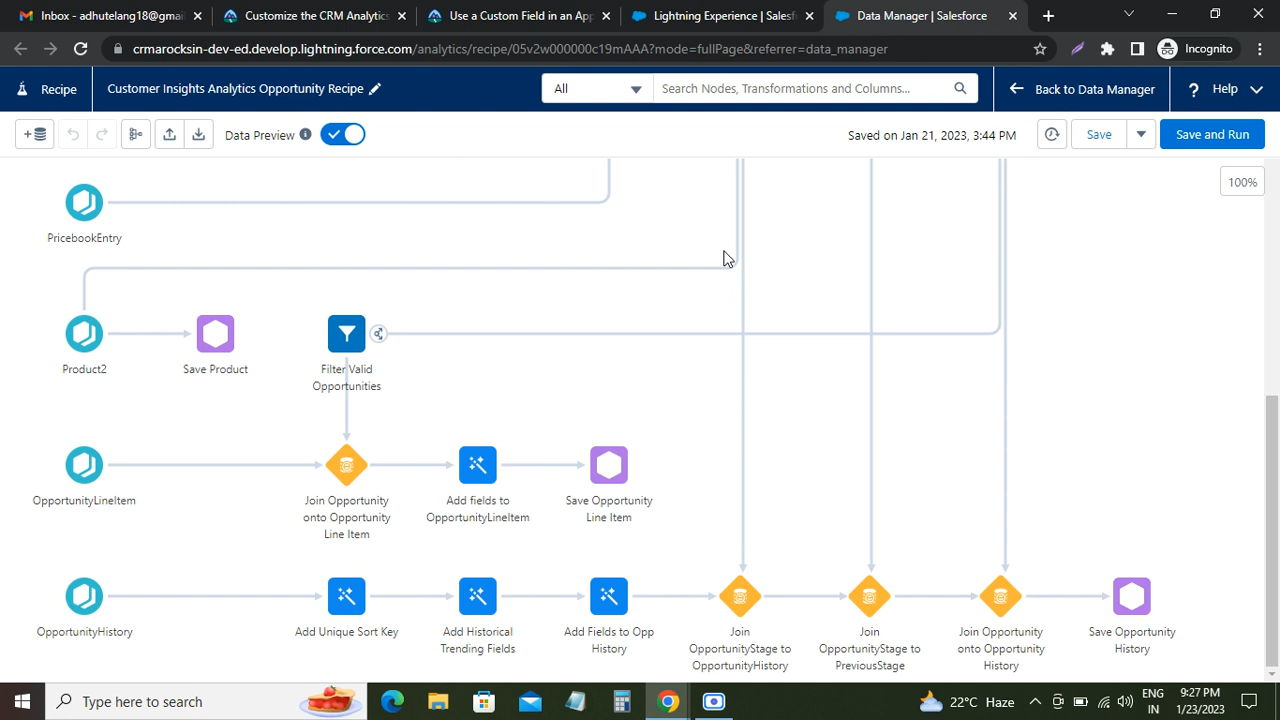 Inbox - adhutelang18@gmai
Customize the CRM Analytics
Use a Custom Field in an App
Lightning Experience | Salesf
Data Manager | Salesforce
crmarocksin-dev-ed.develop.lightning.force.com/analytics/recipe/05v2w000000c19mAAA?mode=fullPage&referrer=data_manager
Incognito
Recipe
Customer Insights Analytics Opportunity Recipe
All
Search Nodes, Transformations and Columns...
Back to Data Manager
Help
Data Preview
Saved on Jan 21, 2023, 3:44 PM
Save
Save and Run
100%
PricebookEntry
Product2
Save Product
Filter Valid
Opportunities
OpportunityLineItem
Join Opportunity
onto Opportunity
Line Item
Add fields to
OpportunityLineItem
Save Opportunity
Line Item
OpportunityHistory
Add Unique Sort Key
Add Historical
Trending Fields
Add Fields to Opp
History
Join
OpportunityStage to
OpportunityHistory
Join
OpportunityStage to
PreviousStage
Join Opportunity
onto Opportunity
History
Save Opportunity
History
Type here to search
22°C Haze
ENG
IN
9:27 PM
1/23/2023